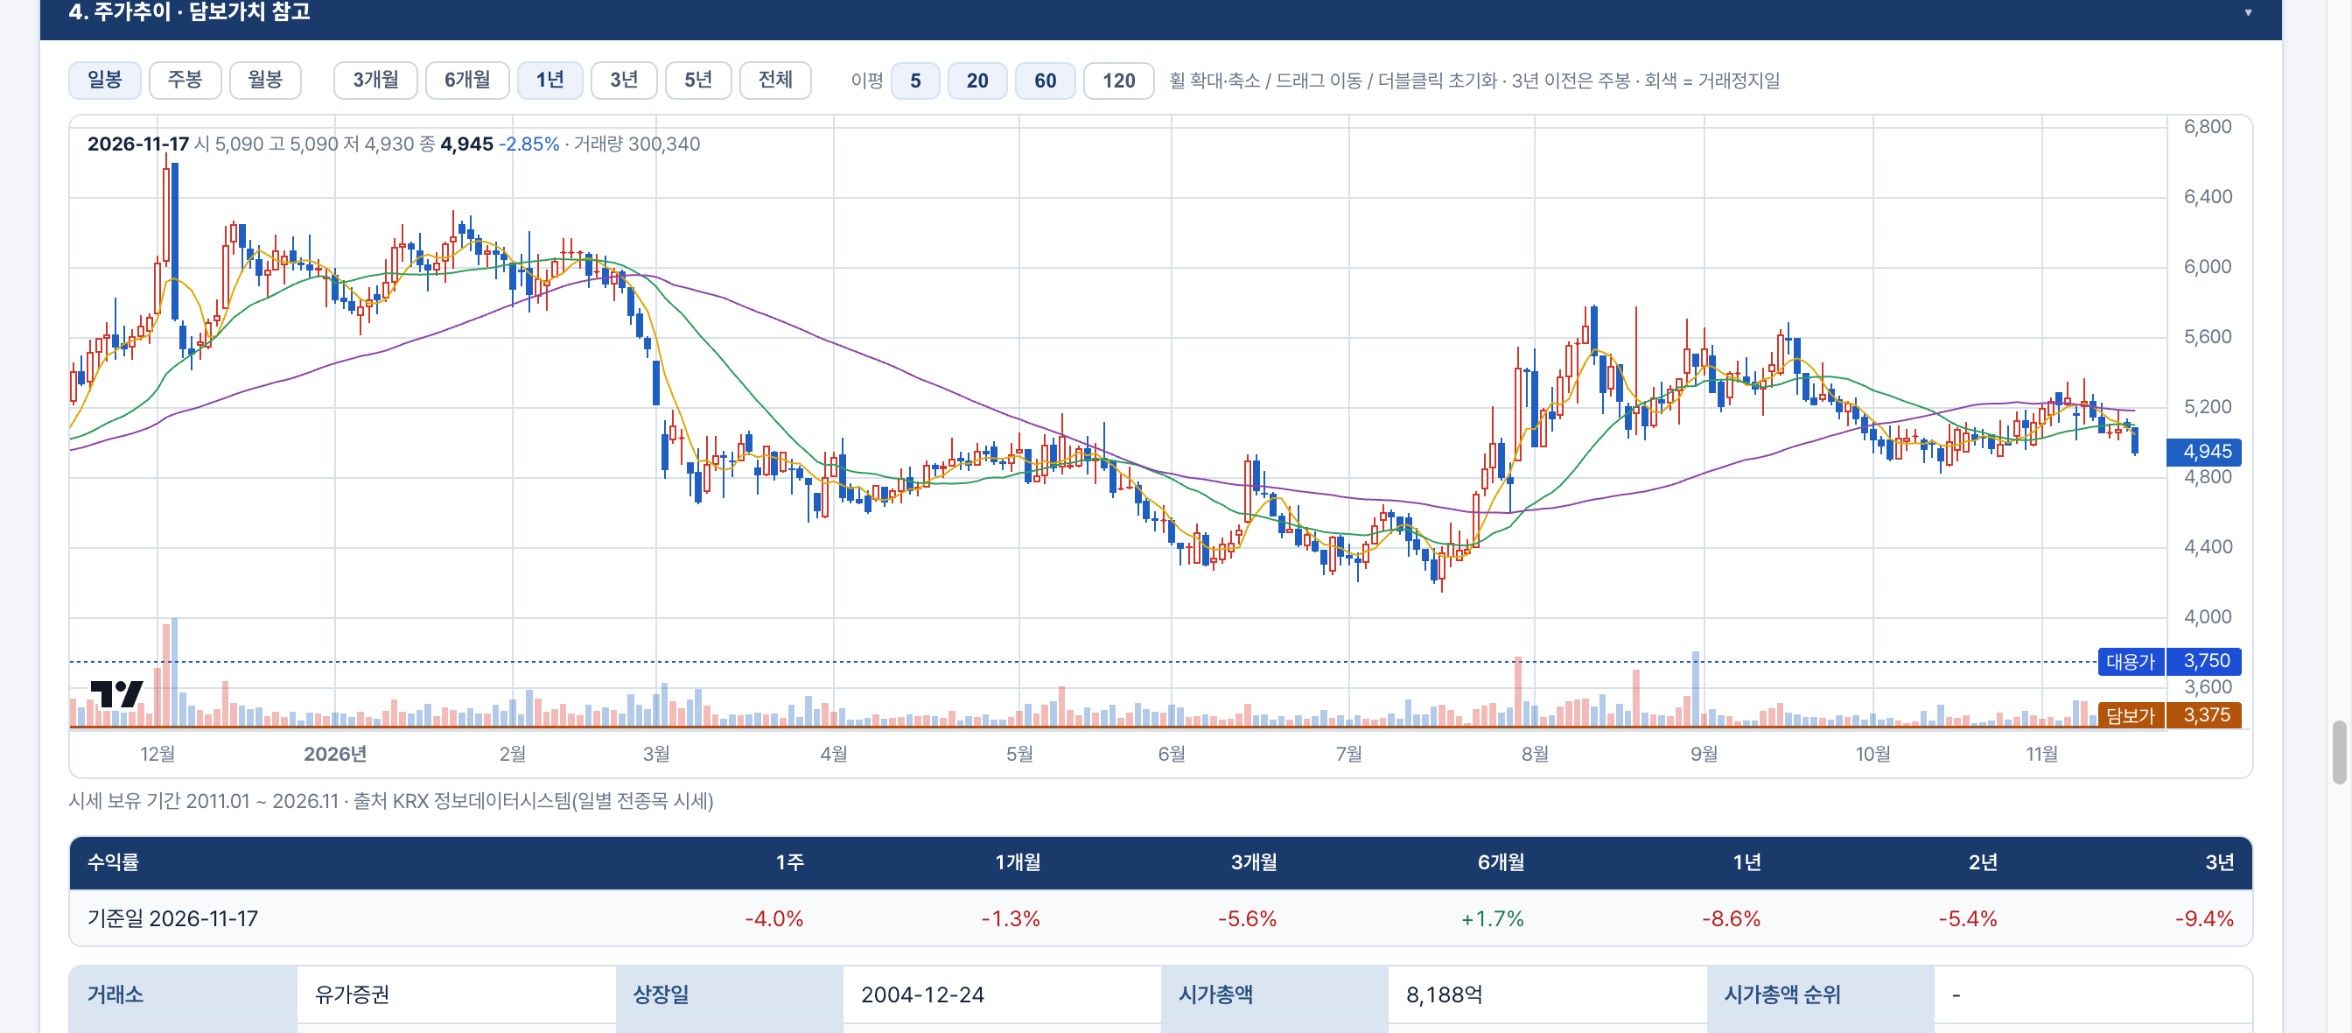 4. 주가추이 · 담보가치 참고 ▼
일봉 주봉 월봉 3개월 6개월 1년 3년 5년 전체 이평 5 20 60 120 휠 확대·축소 / 드래그 이동 / 더블클릭 초기화 · 3년 이전은 주봉 · 회색 = 거래정지일
2026-11-17 시 5,090 고 5,090 저 4,930 종 4,945 -2.85% · 거래량 300,340
6,800
6,400
6,000
5,600
5,200
4,945
4,800
4,400
4,000
대용가 3,750
3,600
담보가 3,375
12월 2026년 2월 3월 4월 5월 6월 7월 8월 9월 10월 11월
시세 보유 기간 2011.01 ~ 2026.11 · 출처 KRX 정보데이터시스템(일별 전종목 시세)
수익률 1주 1개월 3개월 6개월 1년 2년 3년
기준일 2026-11-17 -4.0% -1.3% -5.6% +1.7% -8.6% -5.4% -9.4%
거래소 유가증권 상장일 2004-12-24 시가총액 8,188억 시가총액 순위 -